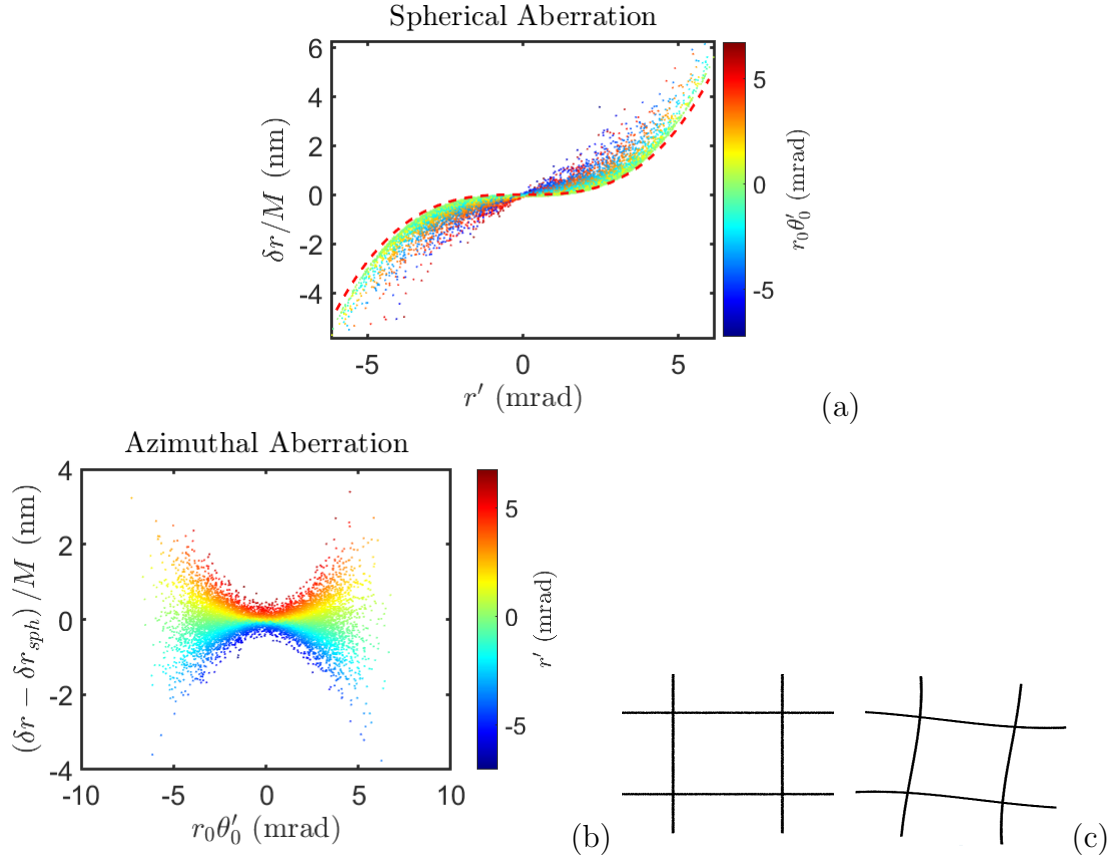 Spherical Aberration
6
4
2
0
-2
-4
δr/M (nm)
-5
0
5
r′ (mrad)
5
0
-5
r₀θ′₀ (mrad)
(a)
Azimuthal Aberration
4
2
0
-2
-4
(δr − δr_sph) /M (nm)
-10
-5
0
5
10
r₀θ′₀ (mrad)
5
0
-5
r′ (mrad)
(b)
(c)